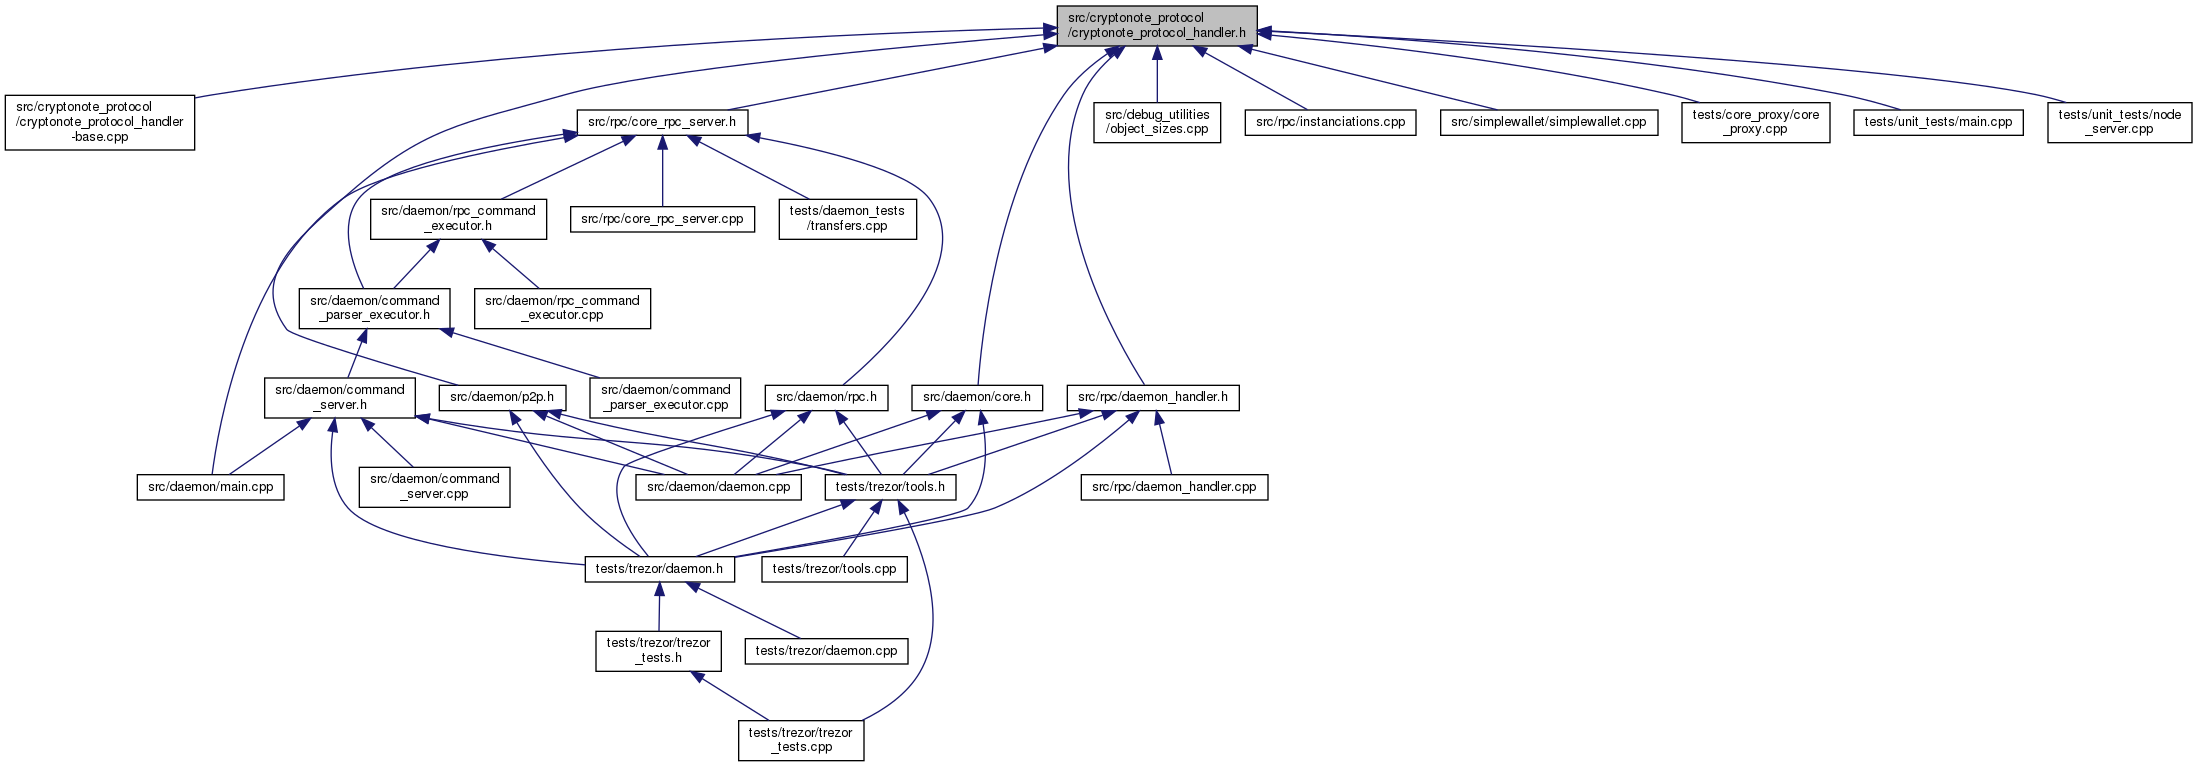 src/cryptonote_protocol
/cryptonote_protocol_handler.h
src/cryptonote_protocol
/cryptonote_protocol_handler
-base.cpp
src/rpc/core_rpc_server.h
src/debug_utilities
/object_sizes.cpp
src/rpc/instanciations.cpp
src/simplewallet/simplewallet.cpp
tests/core_proxy/core
_proxy.cpp
tests/unit_tests/main.cpp
tests/unit_tests/node
_server.cpp
src/daemon/rpc_command
_executor.h
src/rpc/core_rpc_server.cpp
tests/daemon_tests
/transfers.cpp
src/daemon/command
_parser_executor.h
src/daemon/rpc_command
_executor.cpp
src/daemon/command
_server.h
src/daemon/p2p.h
src/daemon/command
_parser_executor.cpp
src/daemon/rpc.h
src/daemon/core.h
src/rpc/daemon_handler.h
src/daemon/main.cpp
src/daemon/command
_server.cpp
src/daemon/daemon.cpp
tests/trezor/tools.h
src/rpc/daemon_handler.cpp
tests/trezor/daemon.h
tests/trezor/tools.cpp
tests/trezor/trezor
_tests.h
tests/trezor/daemon.cpp
tests/trezor/trezor
_tests.cpp